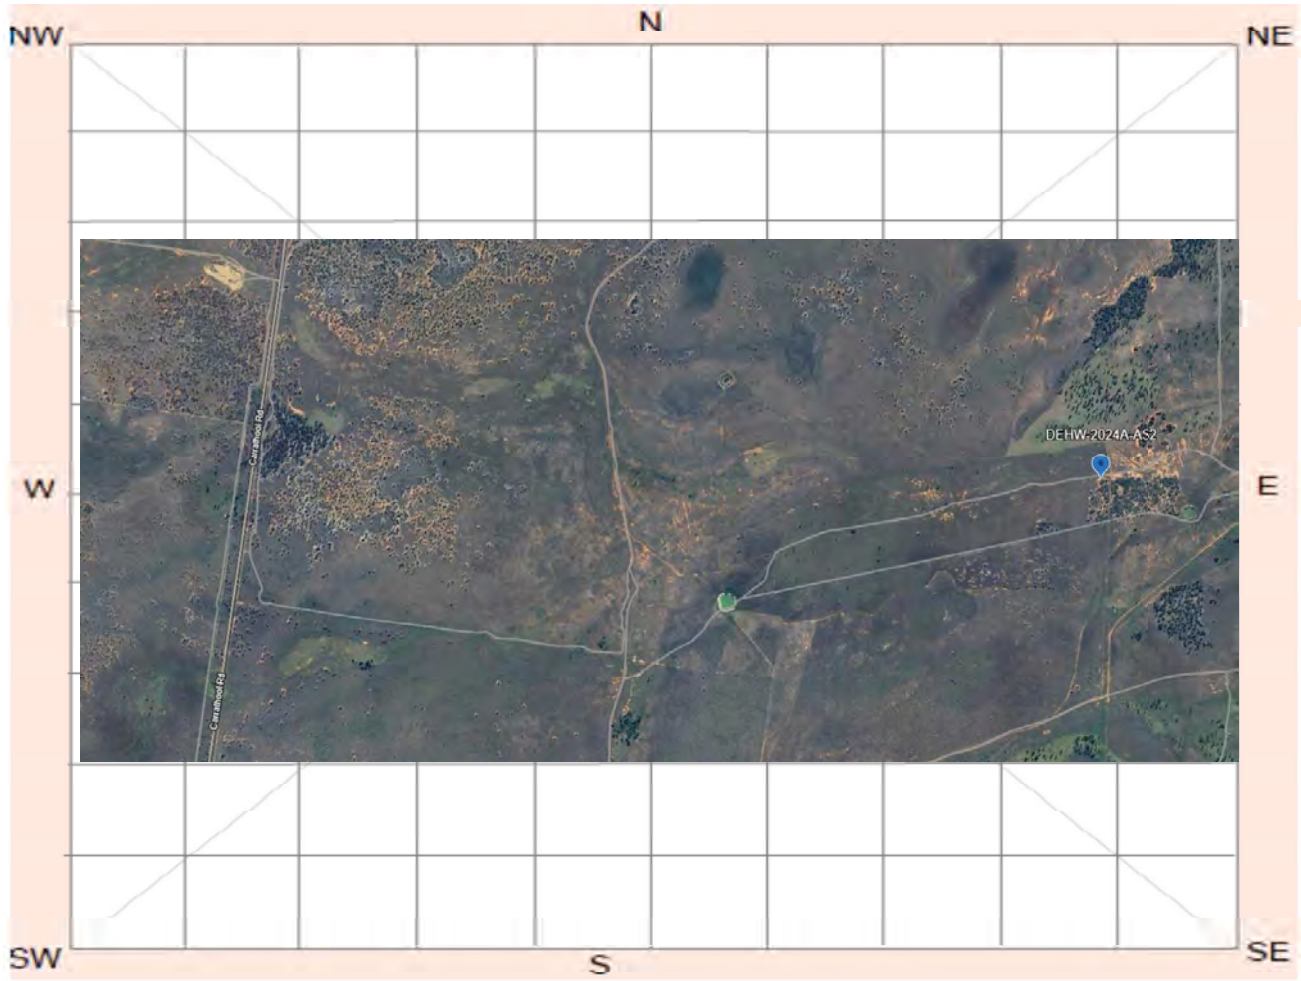 N
NW
NE
DEHW-2024A-AS2
Carrathool Rd
W
E
Carrathool Rd
SW
S
SE